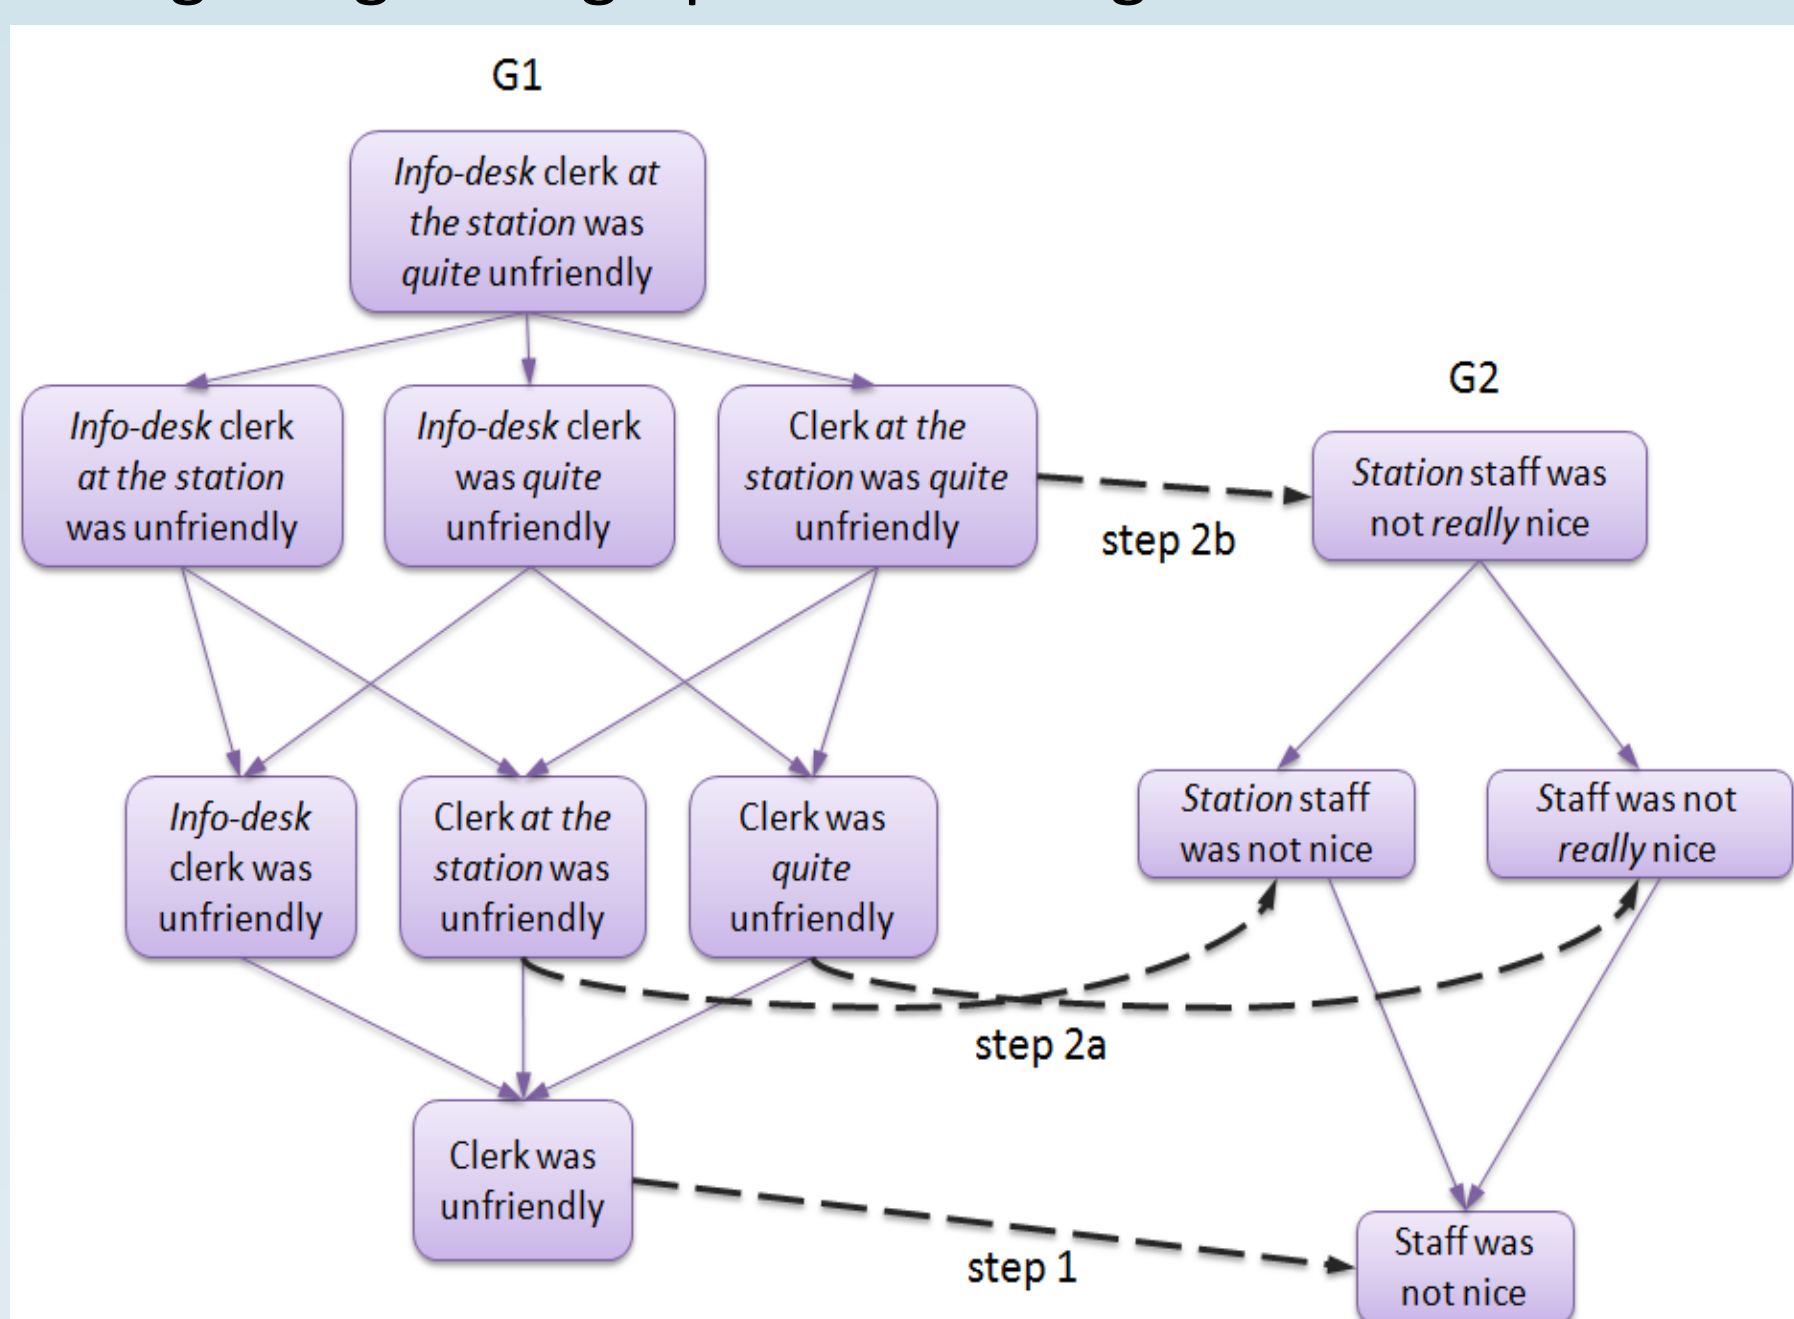 G1
Info-desk clerk at
the station was
quite unfriendly
Info-desk clerk
at the station
was unfriendly
Info-desk clerk
was quite
unfriendly
Clerk at the
station was quite
unfriendly
step 2b
G2
Station staff was
not really nice
Info-desk
clerk was
unfriendly
Clerk at the
station was
unfriendly
Clerk was
quite
unfriendly
Station staff
was not nice
Staff was not
really nice
step 2a
Clerk was
unfriendly
step 1
Staff was
not nice